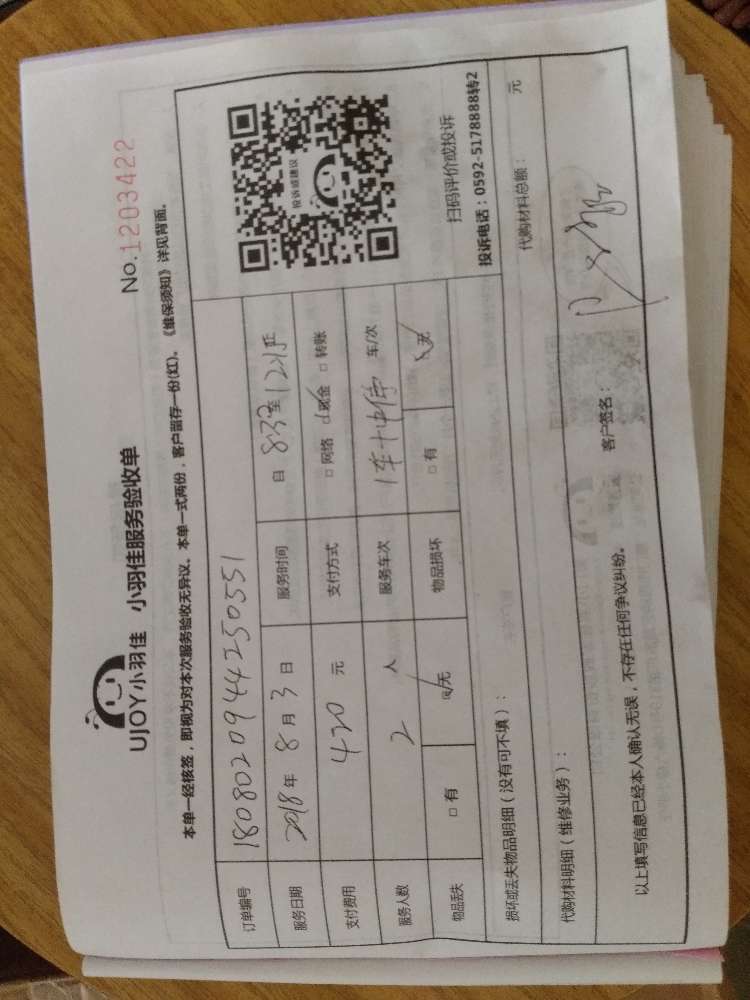 UJOY小羽佳 小羽佳服务验收单
No.1203422
本单一经核签，即视为对本次服务验收无异议。本单一式两份，客户留存一份(红)。《维保须知》详见背面。
订单编号 180802094425 0551
服务日期 2018年8月3日 服务时间 自 8:30 至 12:15
支付费用 420 元 支付方式 □网络 ☑现金 □转账
服务人数 2 人 服务车次 1车+电梯 车/次
物品丢失 □有 ☑无 物品损坏 □有 ☑无
投诉或建议
扫码评价或投诉
投诉电话：0592-5178888转2
损坏或丢失物品明细（没有可不填）：
代购材料明细（维修业务）： 代购材料总额： 元
以上填写信息已经本人确认无误，不存在任何争议纠纷。 客户签名：